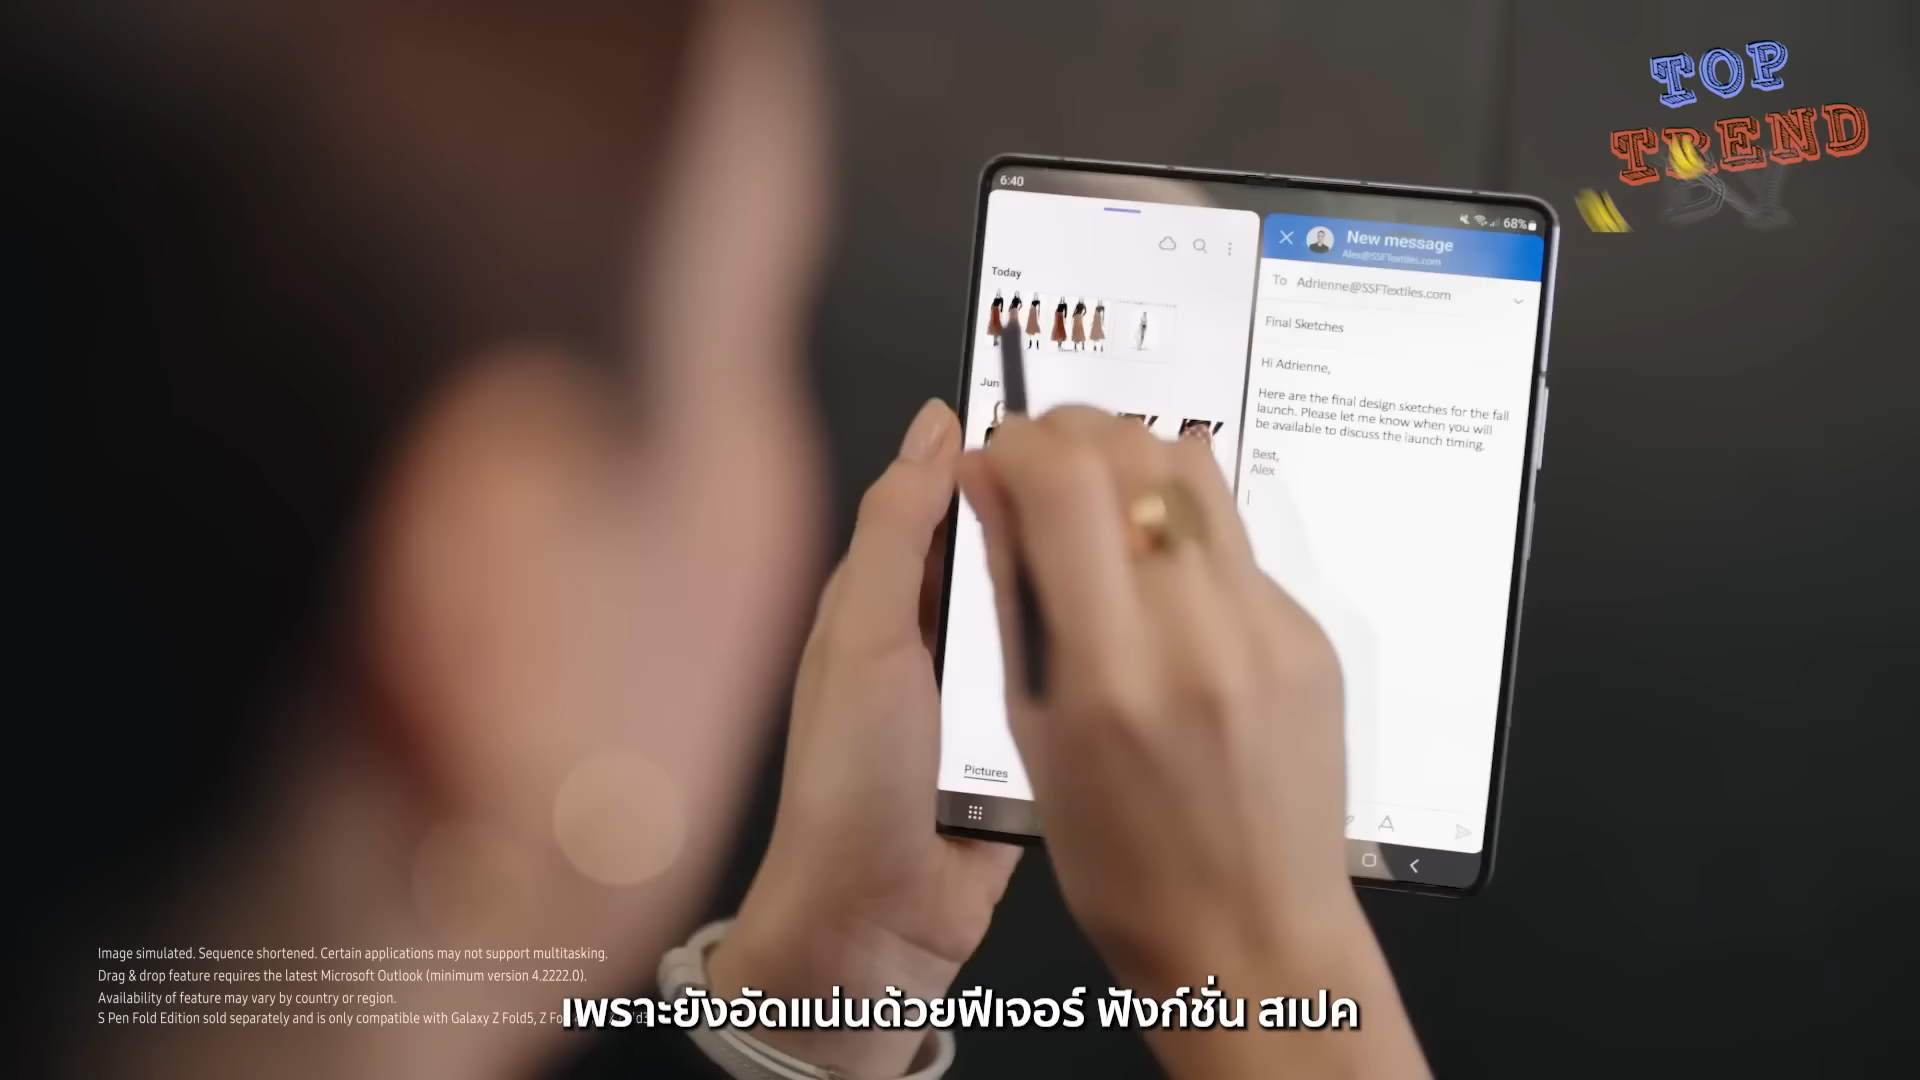 TOP
TREND
6:40
68%
Today
Jun
Pictures
New message
Alex@SSFTextiles.com
To Adrienne@SSFTextiles.com
Final Sketches
Hi Adrienne,
Here are the final design sketches for the fall
launch. Please let me know when you will
be available to discuss the launch timing.
Best,
Alex
Image simulated. Sequence shortened. Certain applications may not support multitasking.
Drag & drop feature requires the latest Microsoft Outlook (minimum version 4.2222.0).
Availability of feature may vary by country or region.
S Pen Fold Edition sold separately and is only compatible with Galaxy Z Fold5, Z
เพราะยังอัดแน่นด้วยฟีเจอร์ ฟังก์ชั่น สเปค